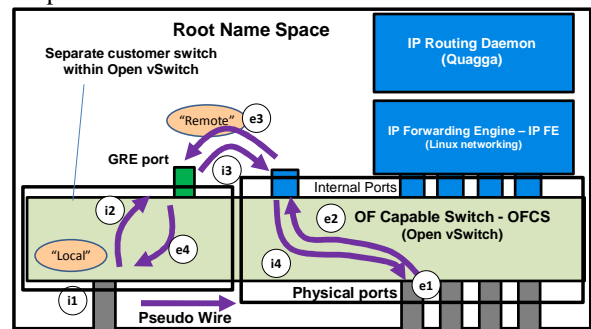 Root Name Space
Separate customer switch
within Open vSwitch
IP Routing Daemon
(Quagga)
"Remote"
e3
GRE port
i3
IP Forwarding Engine – IP FE
(Linux networking)
Internal Ports
i2
e2
OF Capable Switch - OFCS
(Open vSwitch)
"Local"
e4
i4
e1
i1
Physical ports
Pseudo Wire